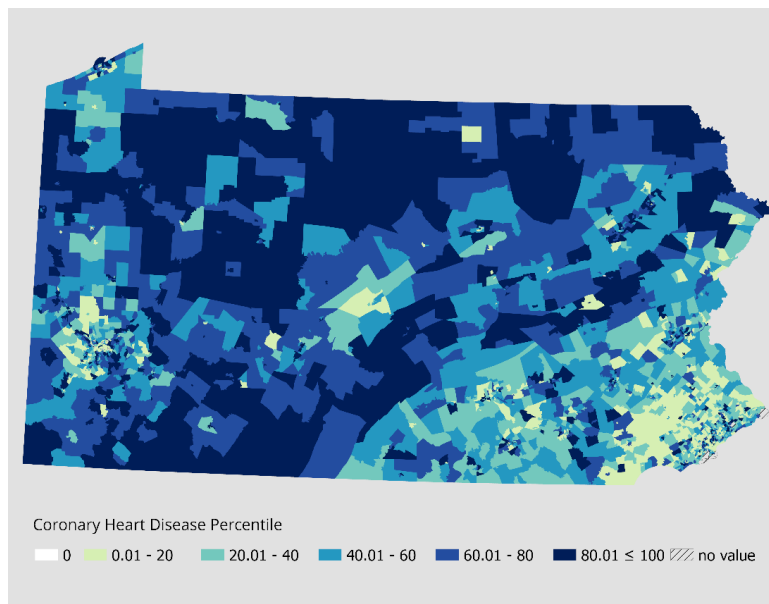 Coronary Heart Disease Percentile
0 0.01 - 20 20.01 - 40 40.01 - 60 60.01 - 80 80.01 ≤ 100 no value